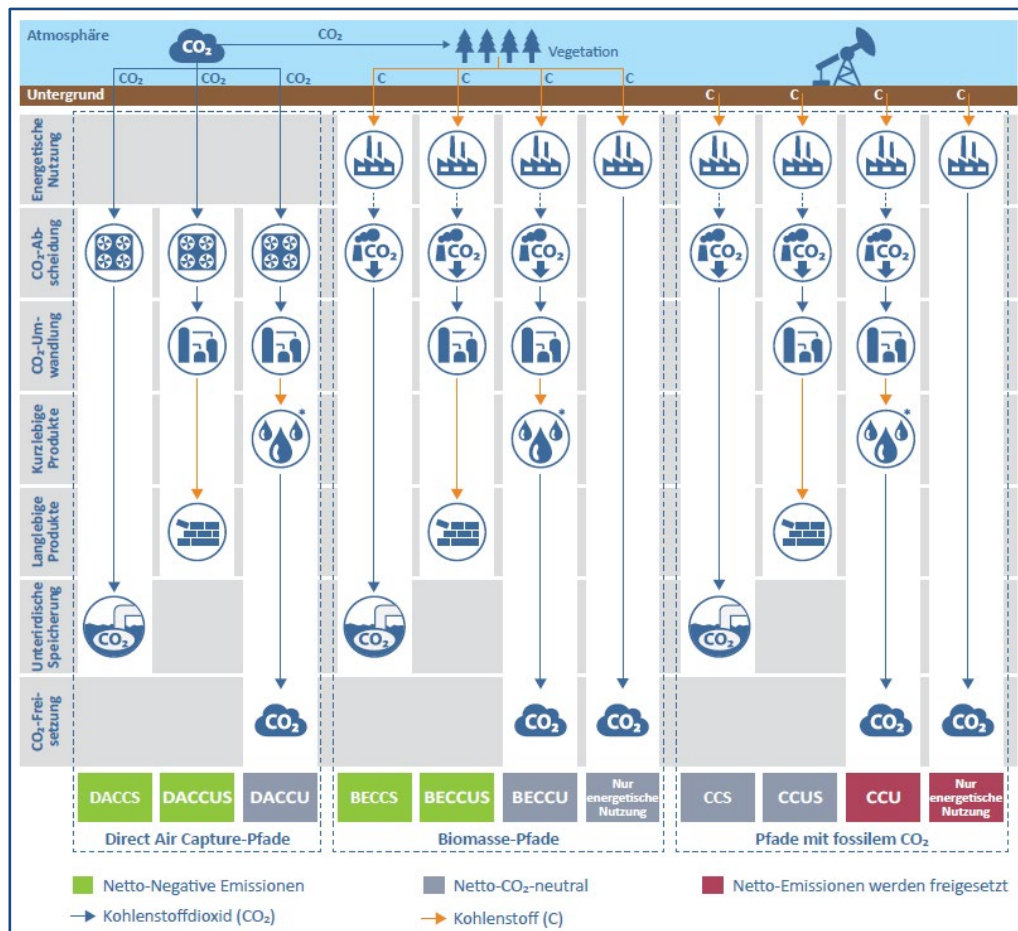 Atmosphäre
CO₂
CO₂
Vegetation
CO₂
CO₂
CO₂
C
C
C
C
Untergrund
C
C
C
C
Energetische
Nutzung
CO₂-Ab-
scheidung
CO₂
CO₂
CO₂
CO₂
CO₂
CO₂
CO₂-Um-
wandlung
Kurzlebige
Produkte
*
*
*
Langlebige
Produkte
Unterirdische
Speicherung
CO₂
CO₂
CO₂
CO₂-Frei-
setzung
CO₂
CO₂
CO₂
CO₂
CO₂
DACCS
DACCUS
DACCU
BECCS
BECCUS
BECCU
Nur
energetische
Nutzung
CCS
CCUS
CCU
Nur
energetische
Nutzung
Direct Air Capture-Pfade
Biomasse-Pfade
Pfade mit fossilem CO₂
Netto-Negative Emissionen
Netto-CO₂-neutral
Netto-Emissionen werden freigesetzt
Kohlenstoffdioxid (CO₂)
Kohlenstoff (C)